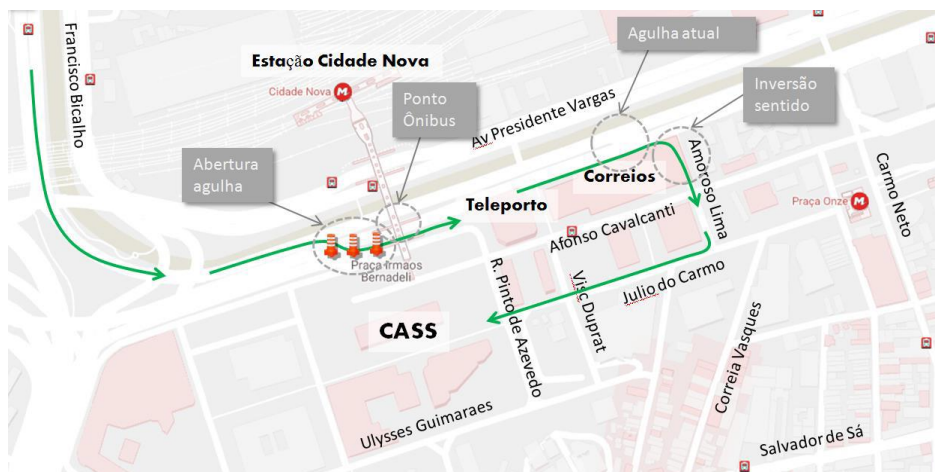 Francisco Bicalho
Estação Cidade Nova
Cidade Nova
M
Agulha atual
Inversão
sentido
Ponto
Ônibus
Av Presidente Vargas
Abertura
agulha
Correios
Amoroso Lima
Carmo Neto
Teleporto
Praça Onze
M
Afonso Cavalcanti
Praça Irmãos
Bernadeli
R. Pinto de Azevedo
Visc Duprat
Julio do Carmo
CASS
Correia Vasques
Ulysses Guimaraes
Salvador de Sá